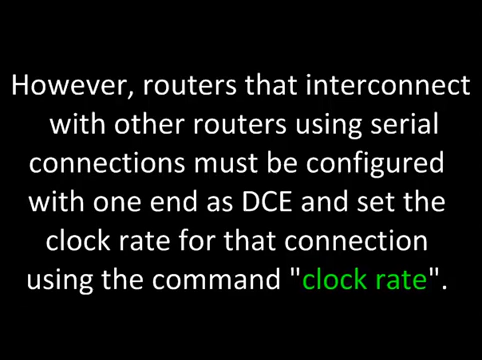 However, routers that interconnect
with other routers using serial
connections must be configured
with one end as DCE and set the
clock rate for that connection
using the command "clock rate".